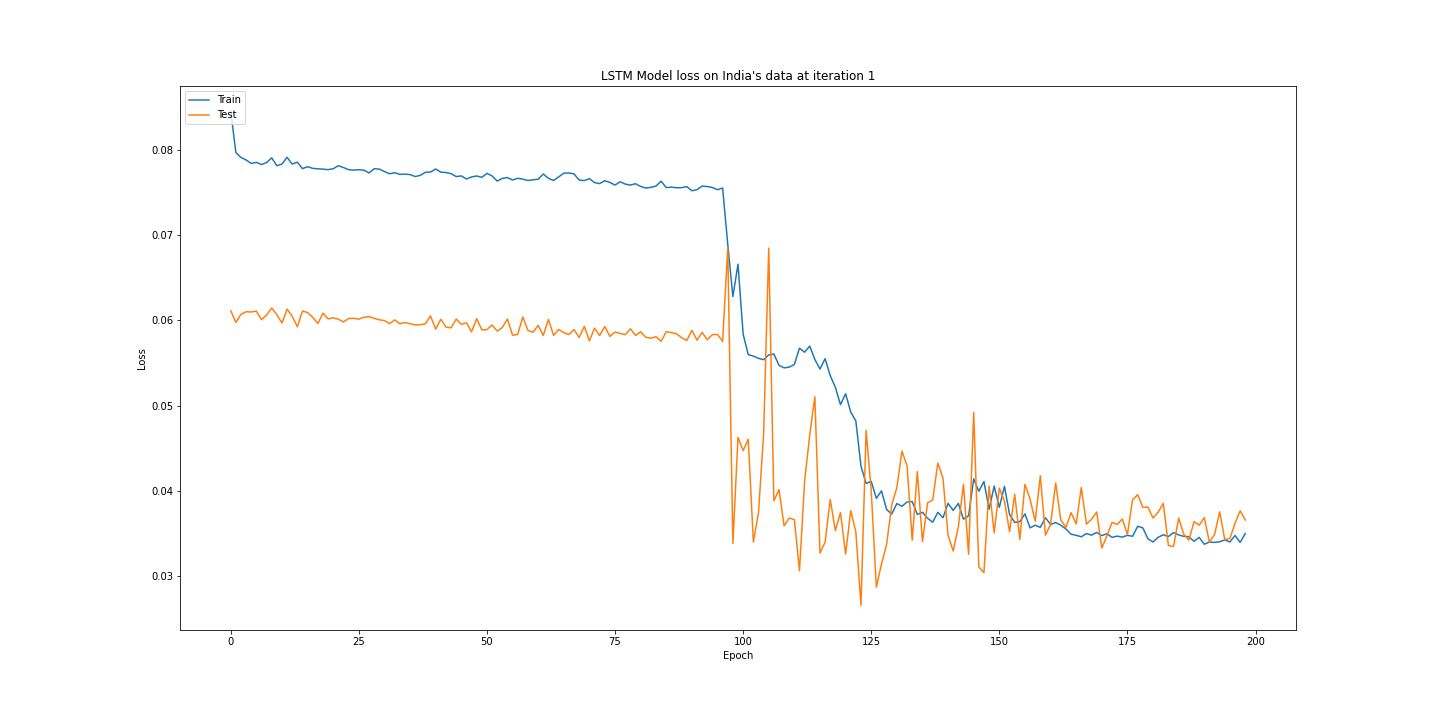 LSTM Model loss on India's data at iteration 1
Train
Test
0.08
0.07
0.06
0.05
0.04
0.03
Loss
0 25 50 75 100 125 150 175 200
Epoch